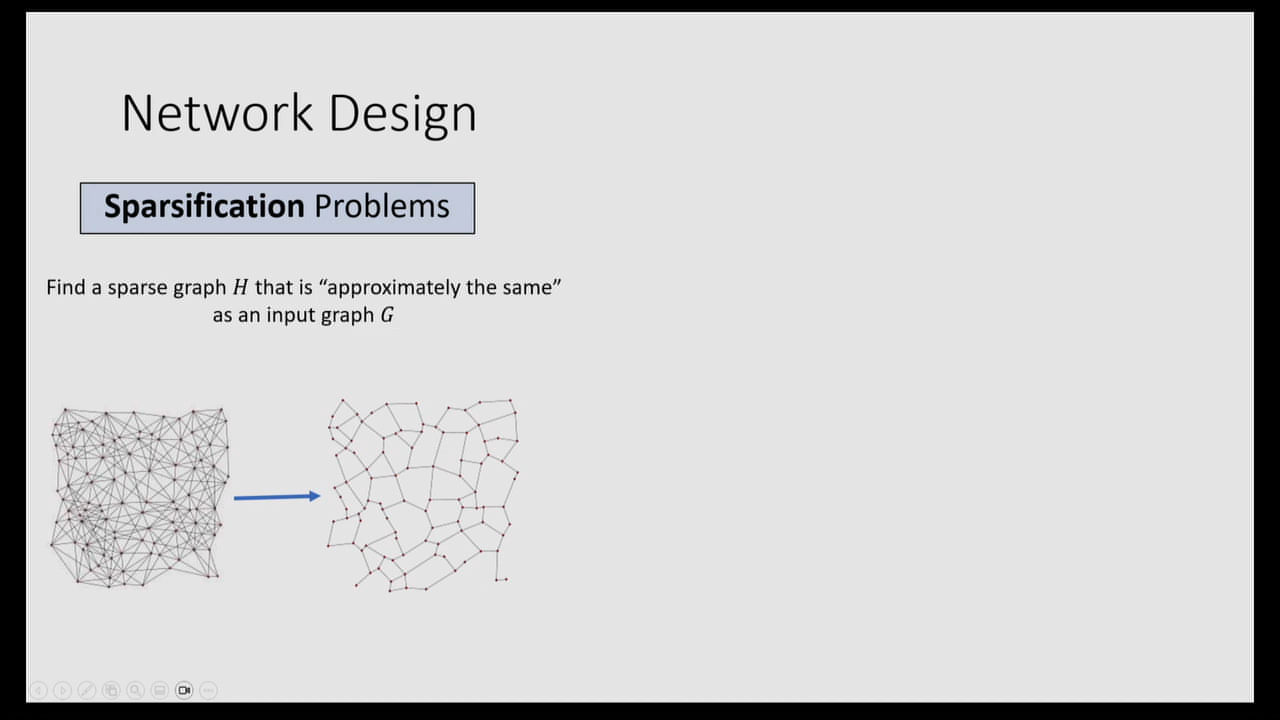 Network Design
Sparsification Problems
Find a sparse graph H that is “approximately the same”
as an input graph G